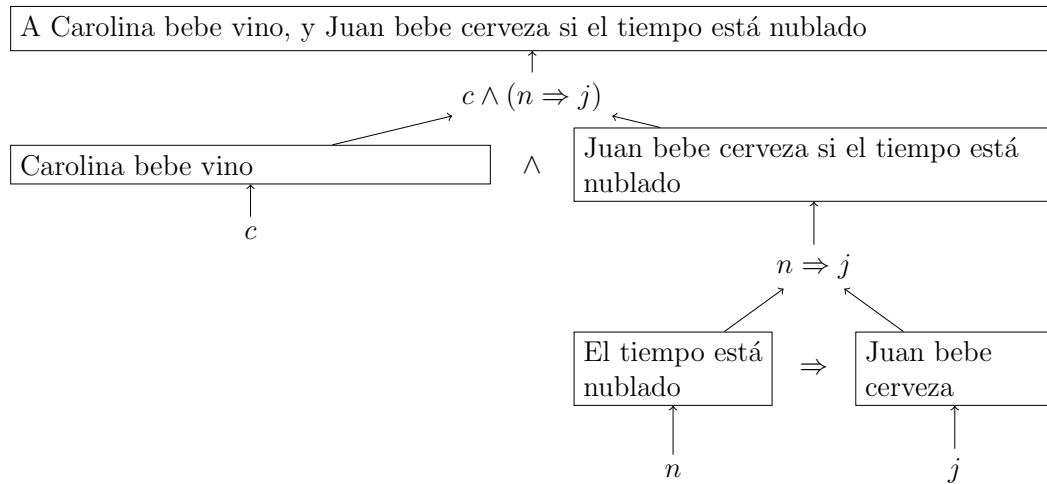 A Carolina bebe vino, y Juan bebe cerveza si el tiempo está nublado
c ∧ (n ⇒ j)
Carolina bebe vino
∧
Juan bebe cerveza si el tiempo está
nublado
c
n ⇒ j
El tiempo está
nublado
⇒
Juan bebe
cerveza
n
j